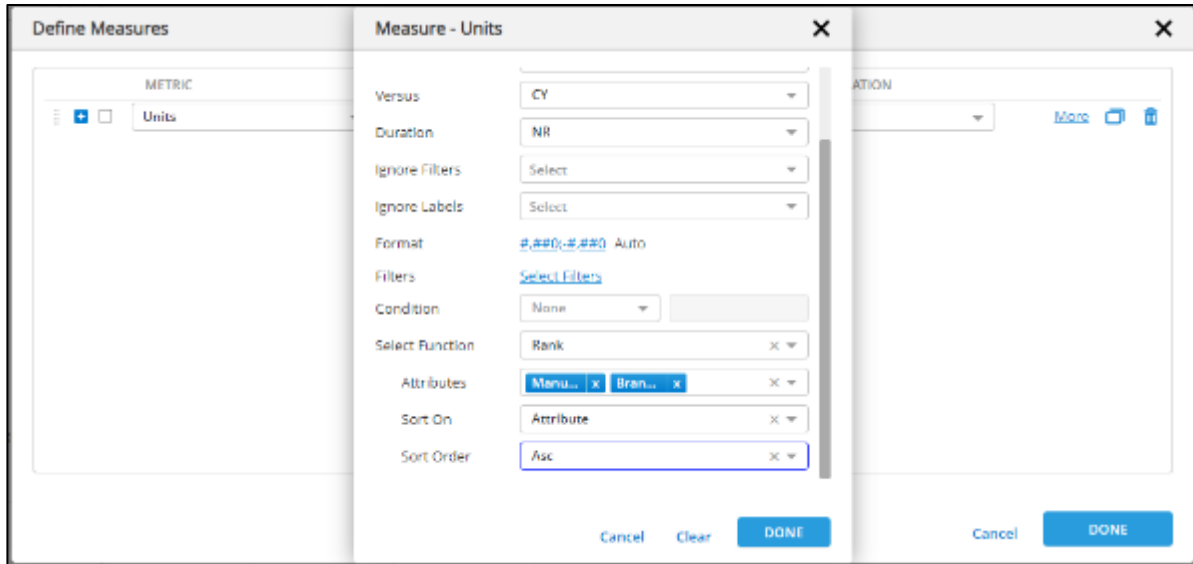 Define Measures
Measure - Units
METRIC
ATION
Units
More
Versus CY
Duration NR
Ignore Filters Select
Ignore Labels Select
Format #,##0;-#,##0 Auto
Filters Select Filters
Condition None
Select Function Rank
Attributes Manu... x Bran... x
Sort On Attribute
Sort Order Asc
Cancel Clear DONE
Cancel DONE